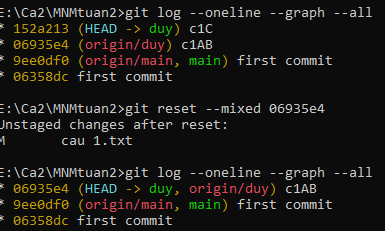 E:\Ca2\MNMtuan2>git log --oneline --graph --all
* 152a213 (HEAD -> duy) c1C
* 06935e4 (origin/duy) c1AB
* 9ee0df0 (origin/main, main) first commit
* 06358dc first commit
E:\Ca2\MNMtuan2>git reset --mixed 06935e4
Unstaged changes after reset:
M       cau 1.txt
E:\Ca2\MNMtuan2>git log --oneline --graph --all
* 06935e4 (HEAD -> duy, origin/duy) c1AB
* 9ee0df0 (origin/main, main) first commit
* 06358dc first commit